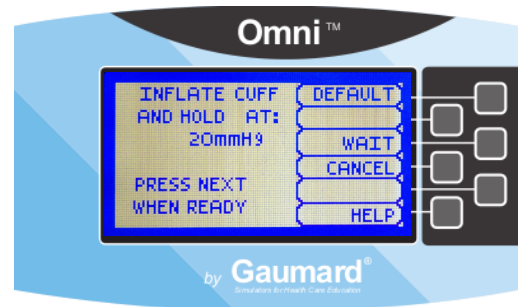 Omni™
INFLATE CUFF
AND HOLD AT:
20mmHg
PRESS NEXT
WHEN READY
DEFAULT
WAIT
CANCEL
HELP
by Gaumard®
Simulators for Health Care Education